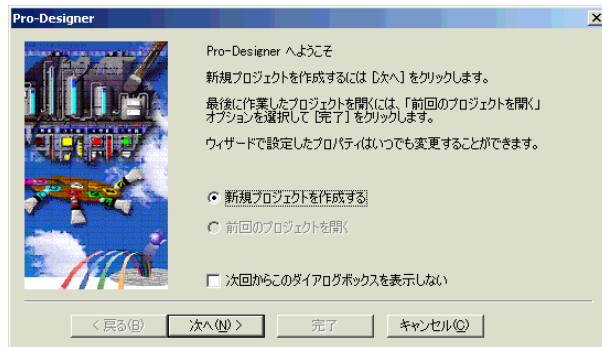 Pro-Designer
Pro-Designer へようこそ
新規プロジェクトを作成するには [次へ] をクリックします。
最後に作業したプロジェクトを開くには、「前回のプロジェクトを開く」
オプションを選択して [完了] をクリックします。
ウィザードで設定したプロパティはいつでも変更することができます。
新規プロジェクトを作成する
前回のプロジェクトを開く
次回からこのダイアログボックスを表示しない
< 戻る(B) 次へ(N) > 完了 キャンセル(C)